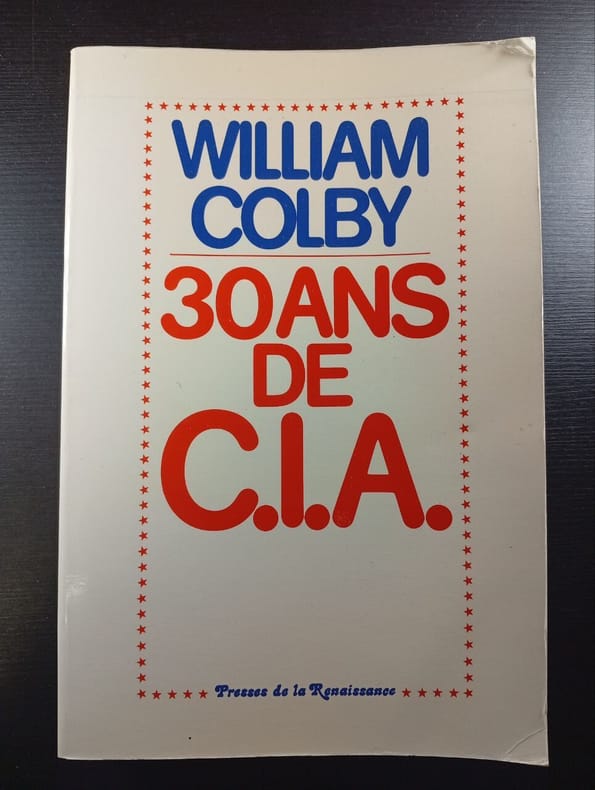 WILLIAM
COLBY
30 ANS
DE
C.I.A.
Presses de la Renaissance